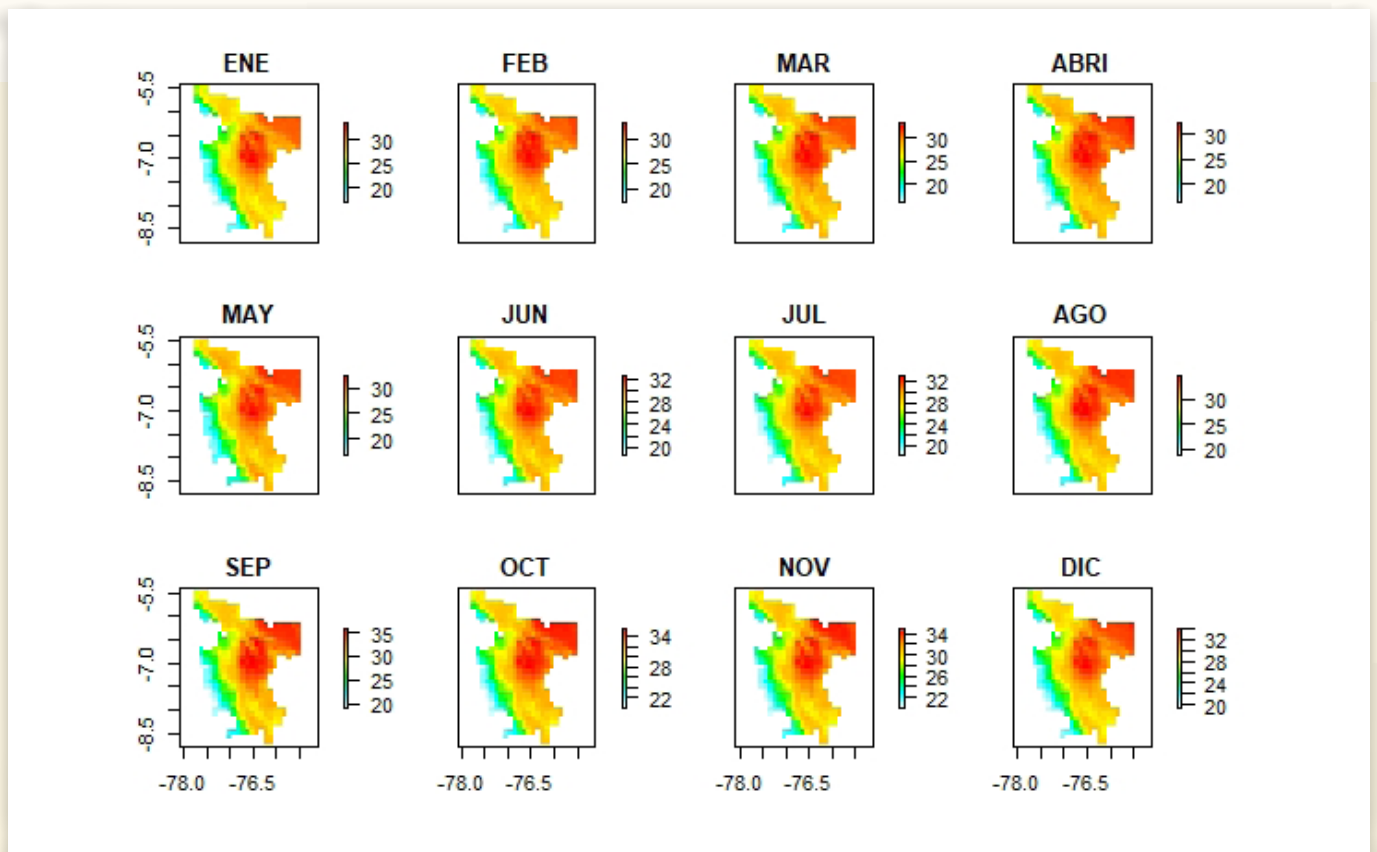 ENE FEB MAR ABRI
-5.5 -7.0 -8.5
30 25 20
30 25 20
30 25 20
30 25 20
MAY JUN JUL AGO
-5.5 -7.0 -8.5
30 25 20
32 28 24 20
32 28 24 20
30 25 20
SEP OCT NOV DIC
-5.5 -7.0 -8.5
35 30 25 20
34 28 22
34 30 26 22
32 28 24 20
-78.0 -76.5 -78.0 -76.5 -78.0 -76.5 -78.0 -76.5